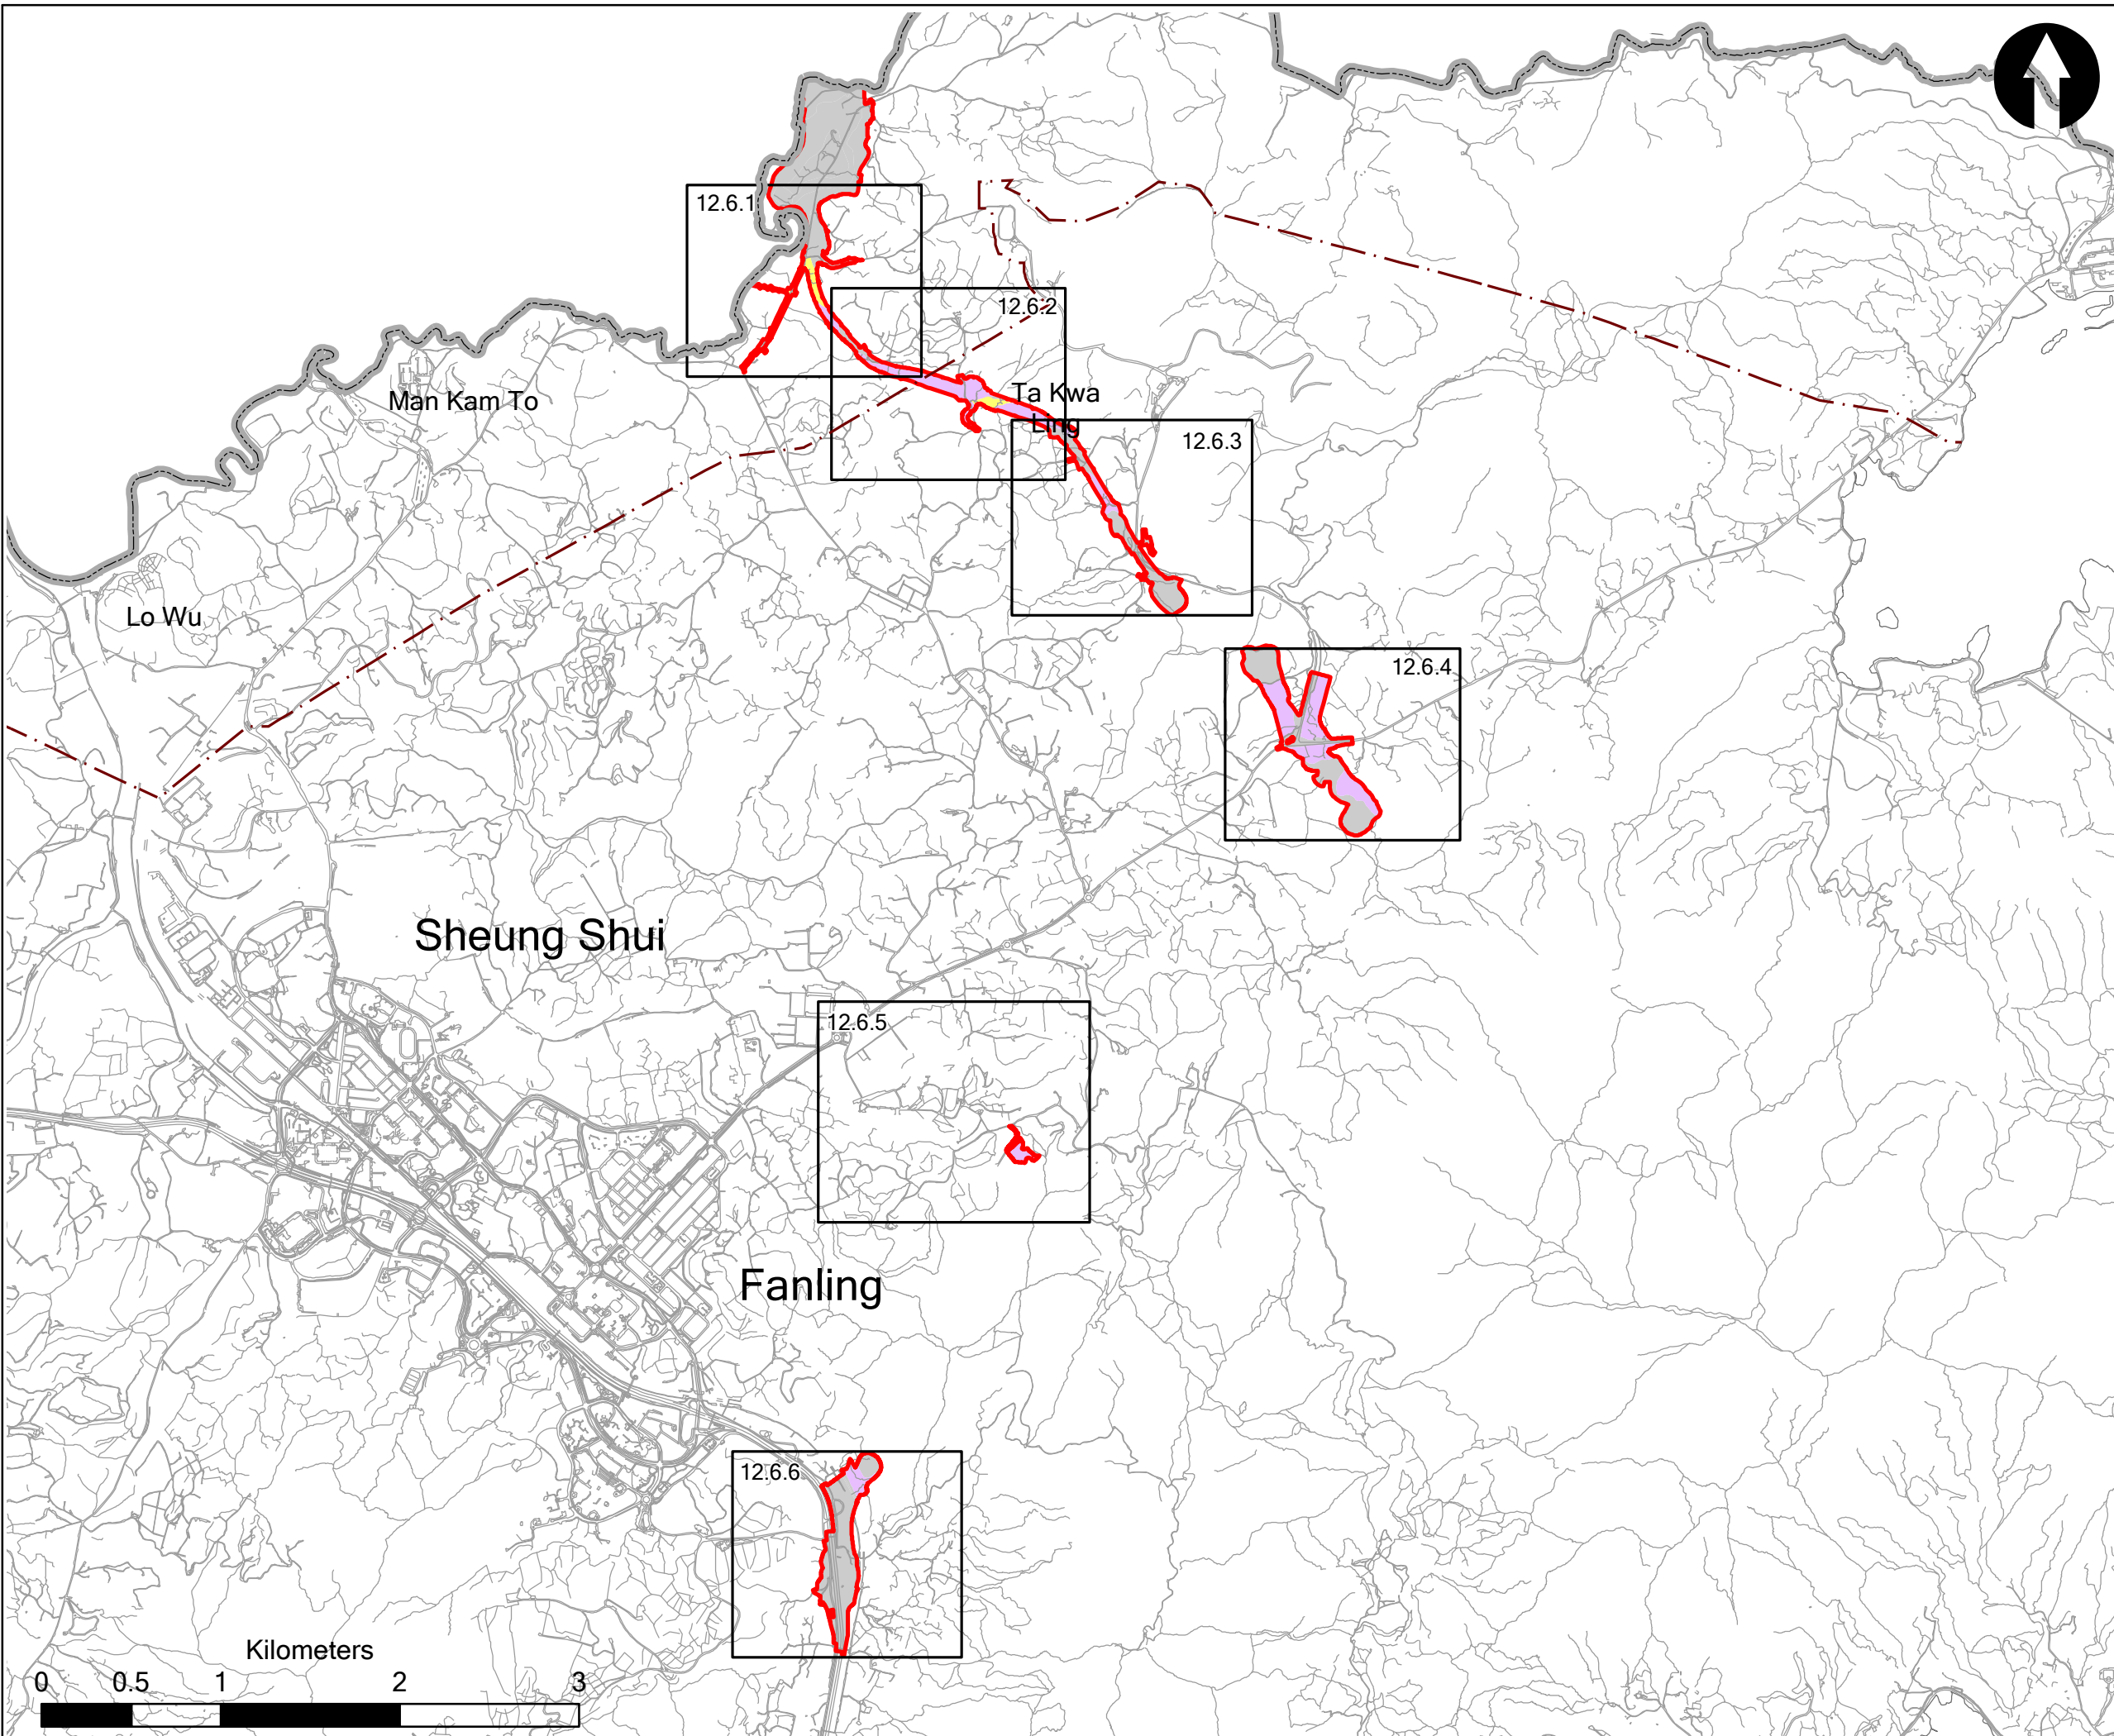 12.6.1
12.6.2
Man Kam To
Ta Kwa
Ling
12.6.3
Lo Wu
12.6.4
Sheung Shui
12.6.5
Fanling
12.6.6
Kilometers
0 0.5 1 2 3